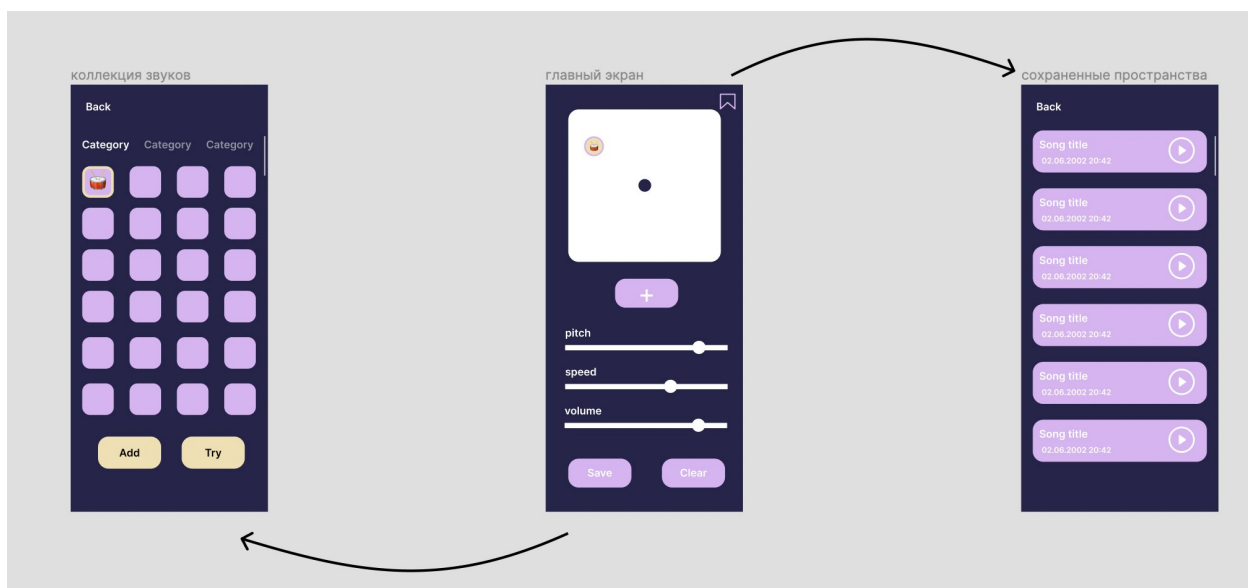 коллекция звуков
Back
Category Category Category
Add Try
главный экран
+
pitch
speed
volume
Save Clear
сохраненные пространства
Back
Song title
02.06.2002 20:42
Song title
02.06.2002 20:42
Song title
02.06.2002 20:42
Song title
02.06.2002 20:42
Song title
02.06.2002 20:42
Song title
02.06.2002 20:42